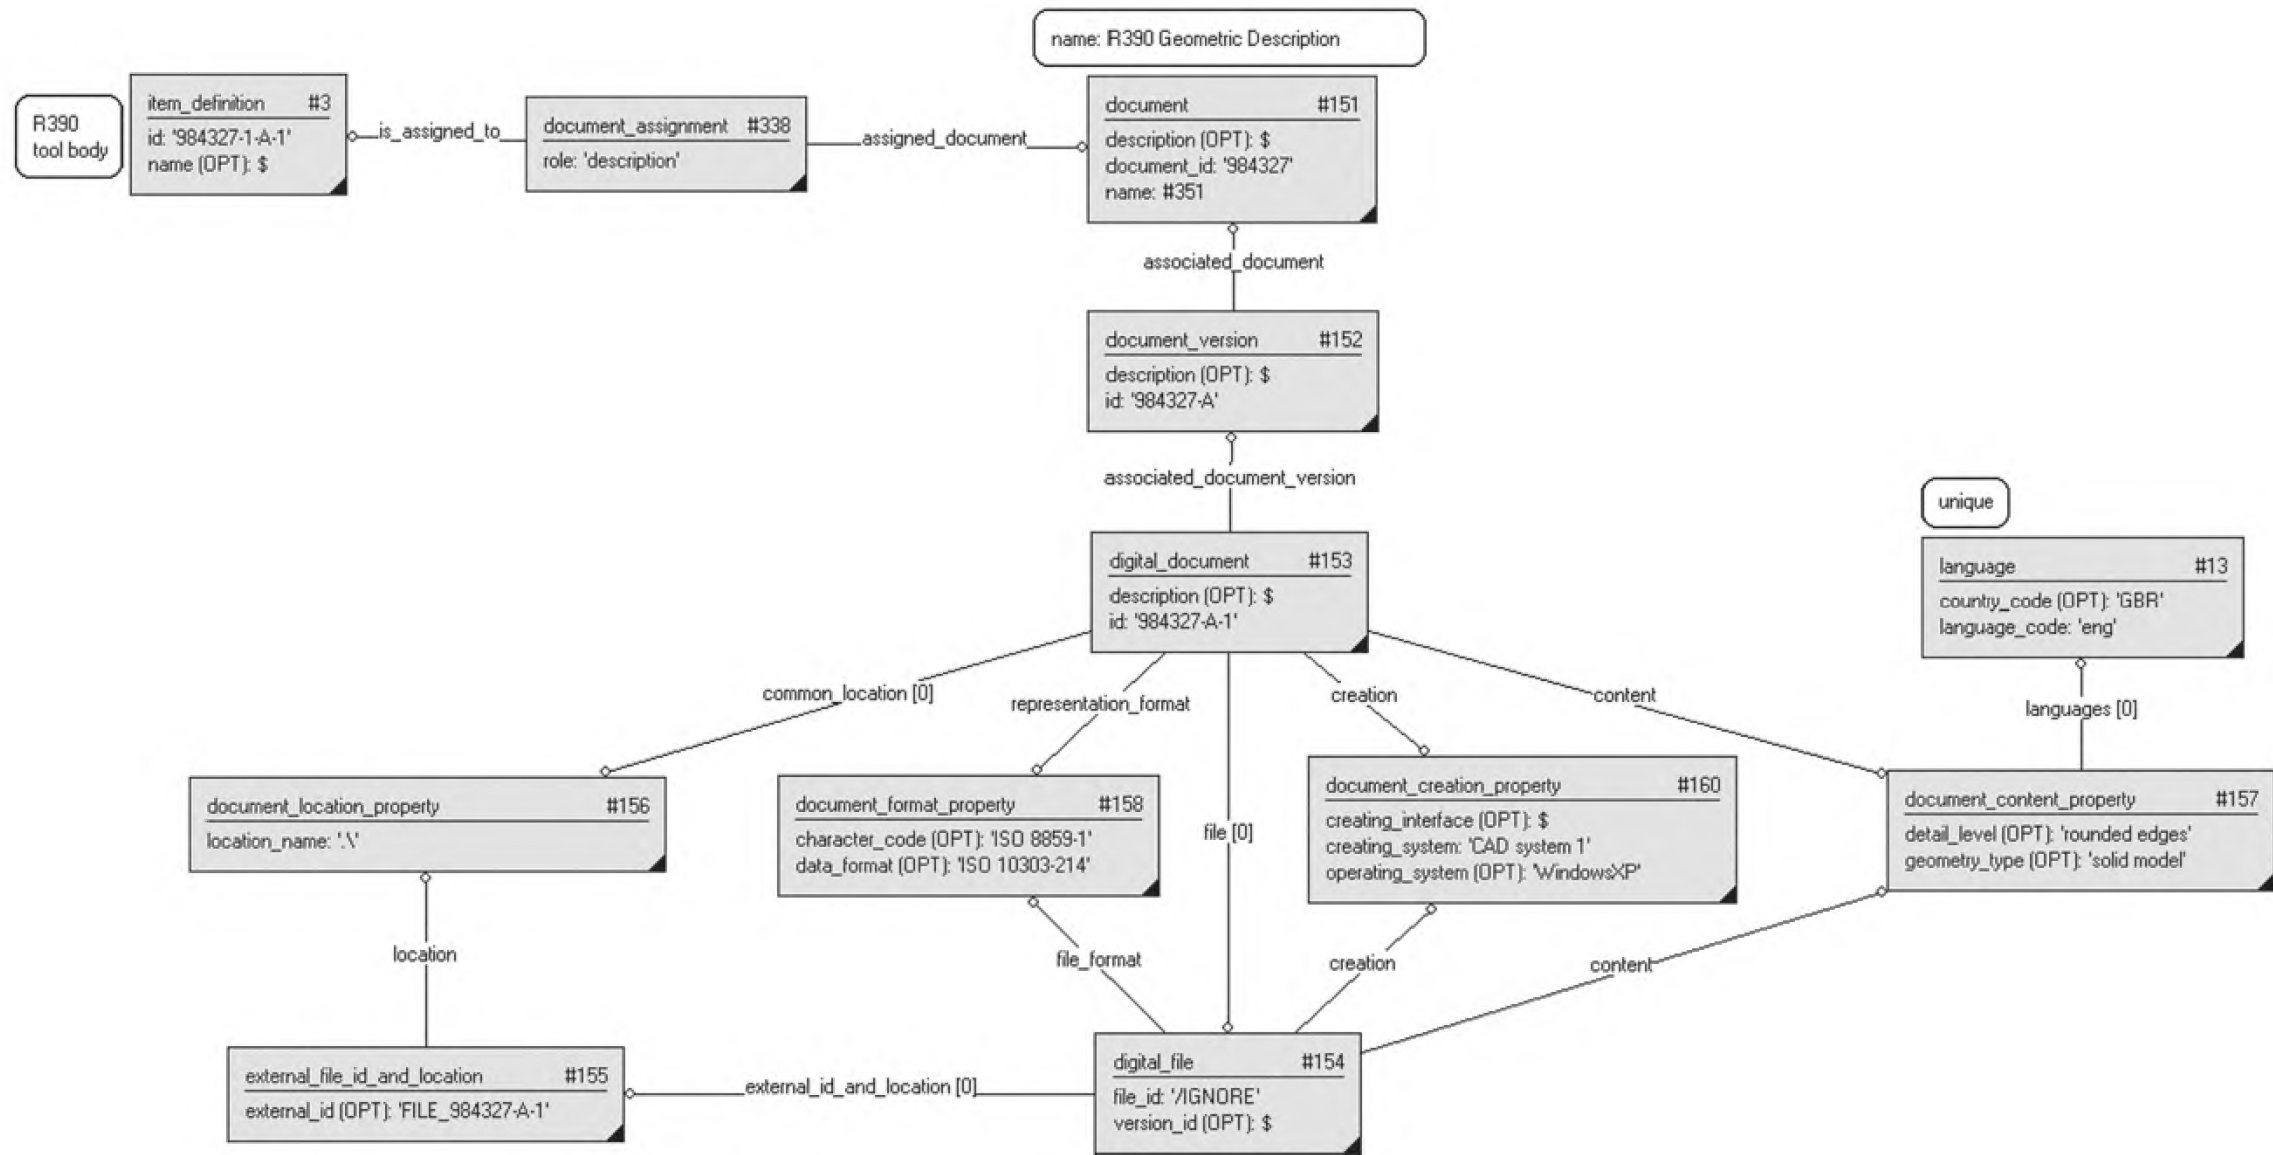 name: R390 Geometric Description
R390
tool body
item_definition #3
id: '984327-1-A-1'
name (OPT): $
is_assigned_to
document_assignment #338
role: 'description'
assigned_document
document #151
description (OPT): $
document_id: '984327'
name: #351
associated_document
document_version #152
description (OPT): $
id: '984327-A'
associated_document_version
unique
digital_document #153
description (OPT): $
id: '984327-A-1'
language #13
country_code (OPT): 'GBR'
language_code: 'eng'
common_location [0]
representation_format
creation
content
languages [0]
document_location_property #156
location_name: '.\'
document_format_property #158
character_code (OPT): 'ISO 8859-1'
data_format (OPT): 'ISO 10303-214'
file [0]
document_creation_property #160
creating_interface (OPT): $
creating_system: 'CAD system 1'
operating_system (OPT): 'WindowsXP'
document_content_property #157
detail_level (OPT): 'rounded edges'
geometry_type (OPT): 'solid model'
location
file_format
creation
content
external_file_id_and_location #155
external_id (OPT): 'FILE_984327-A-1'
external_id_and_location [0]
digital_file #154
file_id: '/IGNORE'
version_id (OPT): $